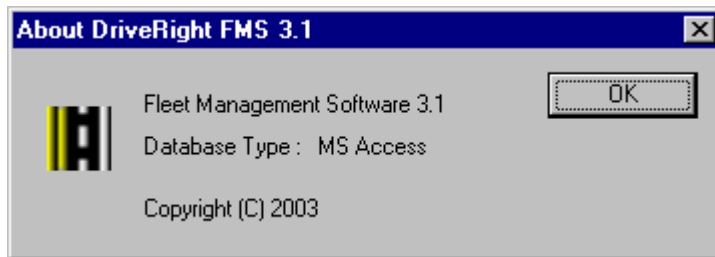 About DriveRight FMS 3.1
OK
Fleet Management Software 3.1
Database Type : MS Access
Copyright (C) 2003